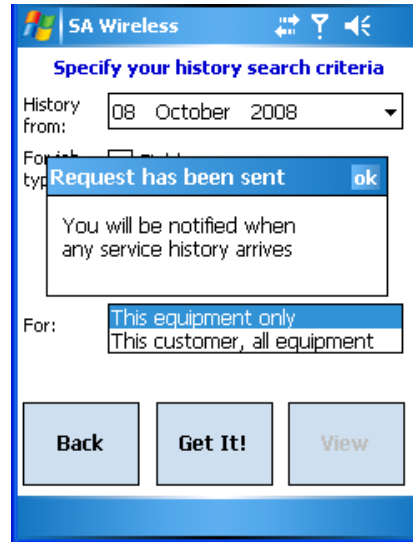 SA Wireless
Specify your history search criteria
History
from:
08 October 2008
typ
Request has been sent
ok
You will be notified when
any service history arrives
For:
This equipment only
This customer, all equipment
Back
Get It!
View